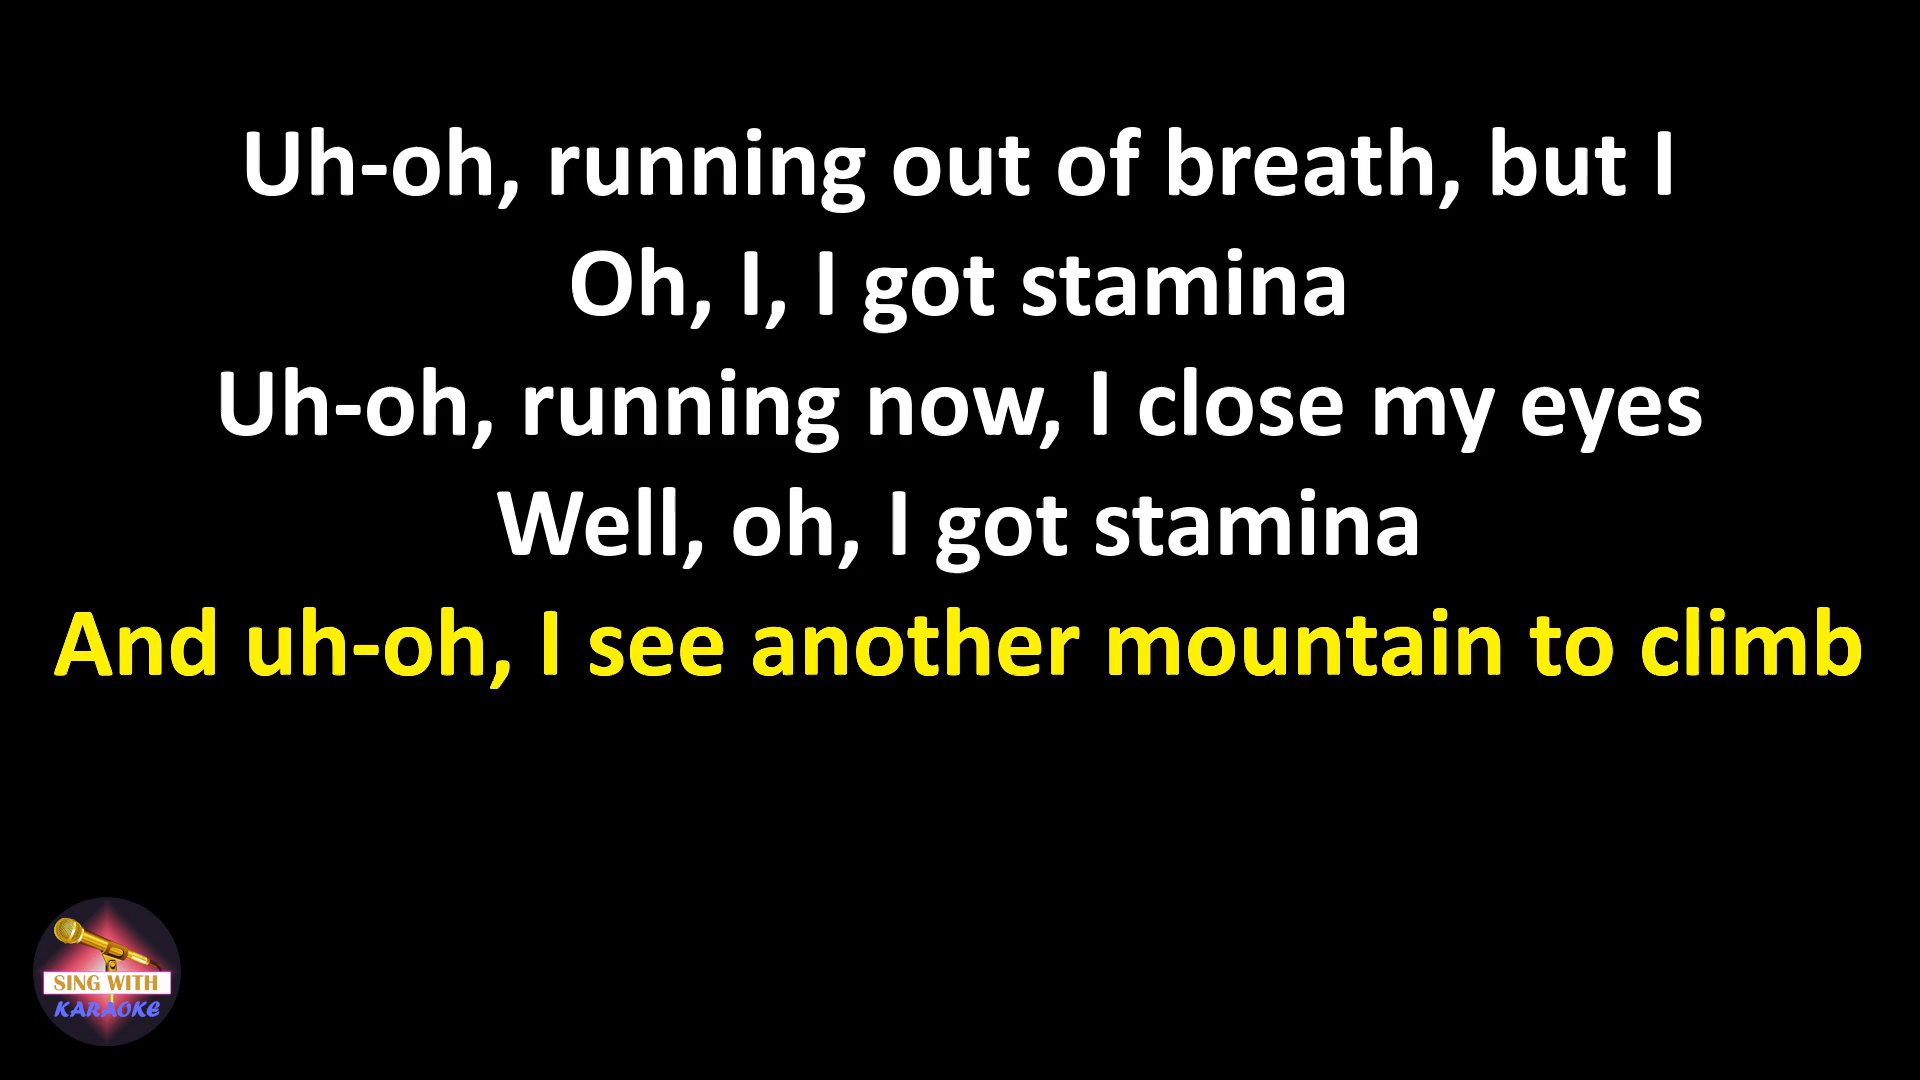 Uh-oh, running out of breath, but I
Oh, I, I got stamina
Uh-oh, running now, I close my eyes
Well, oh, I got stamina
And uh-oh, I see another mountain to climb
SING WITH
KARAOKE